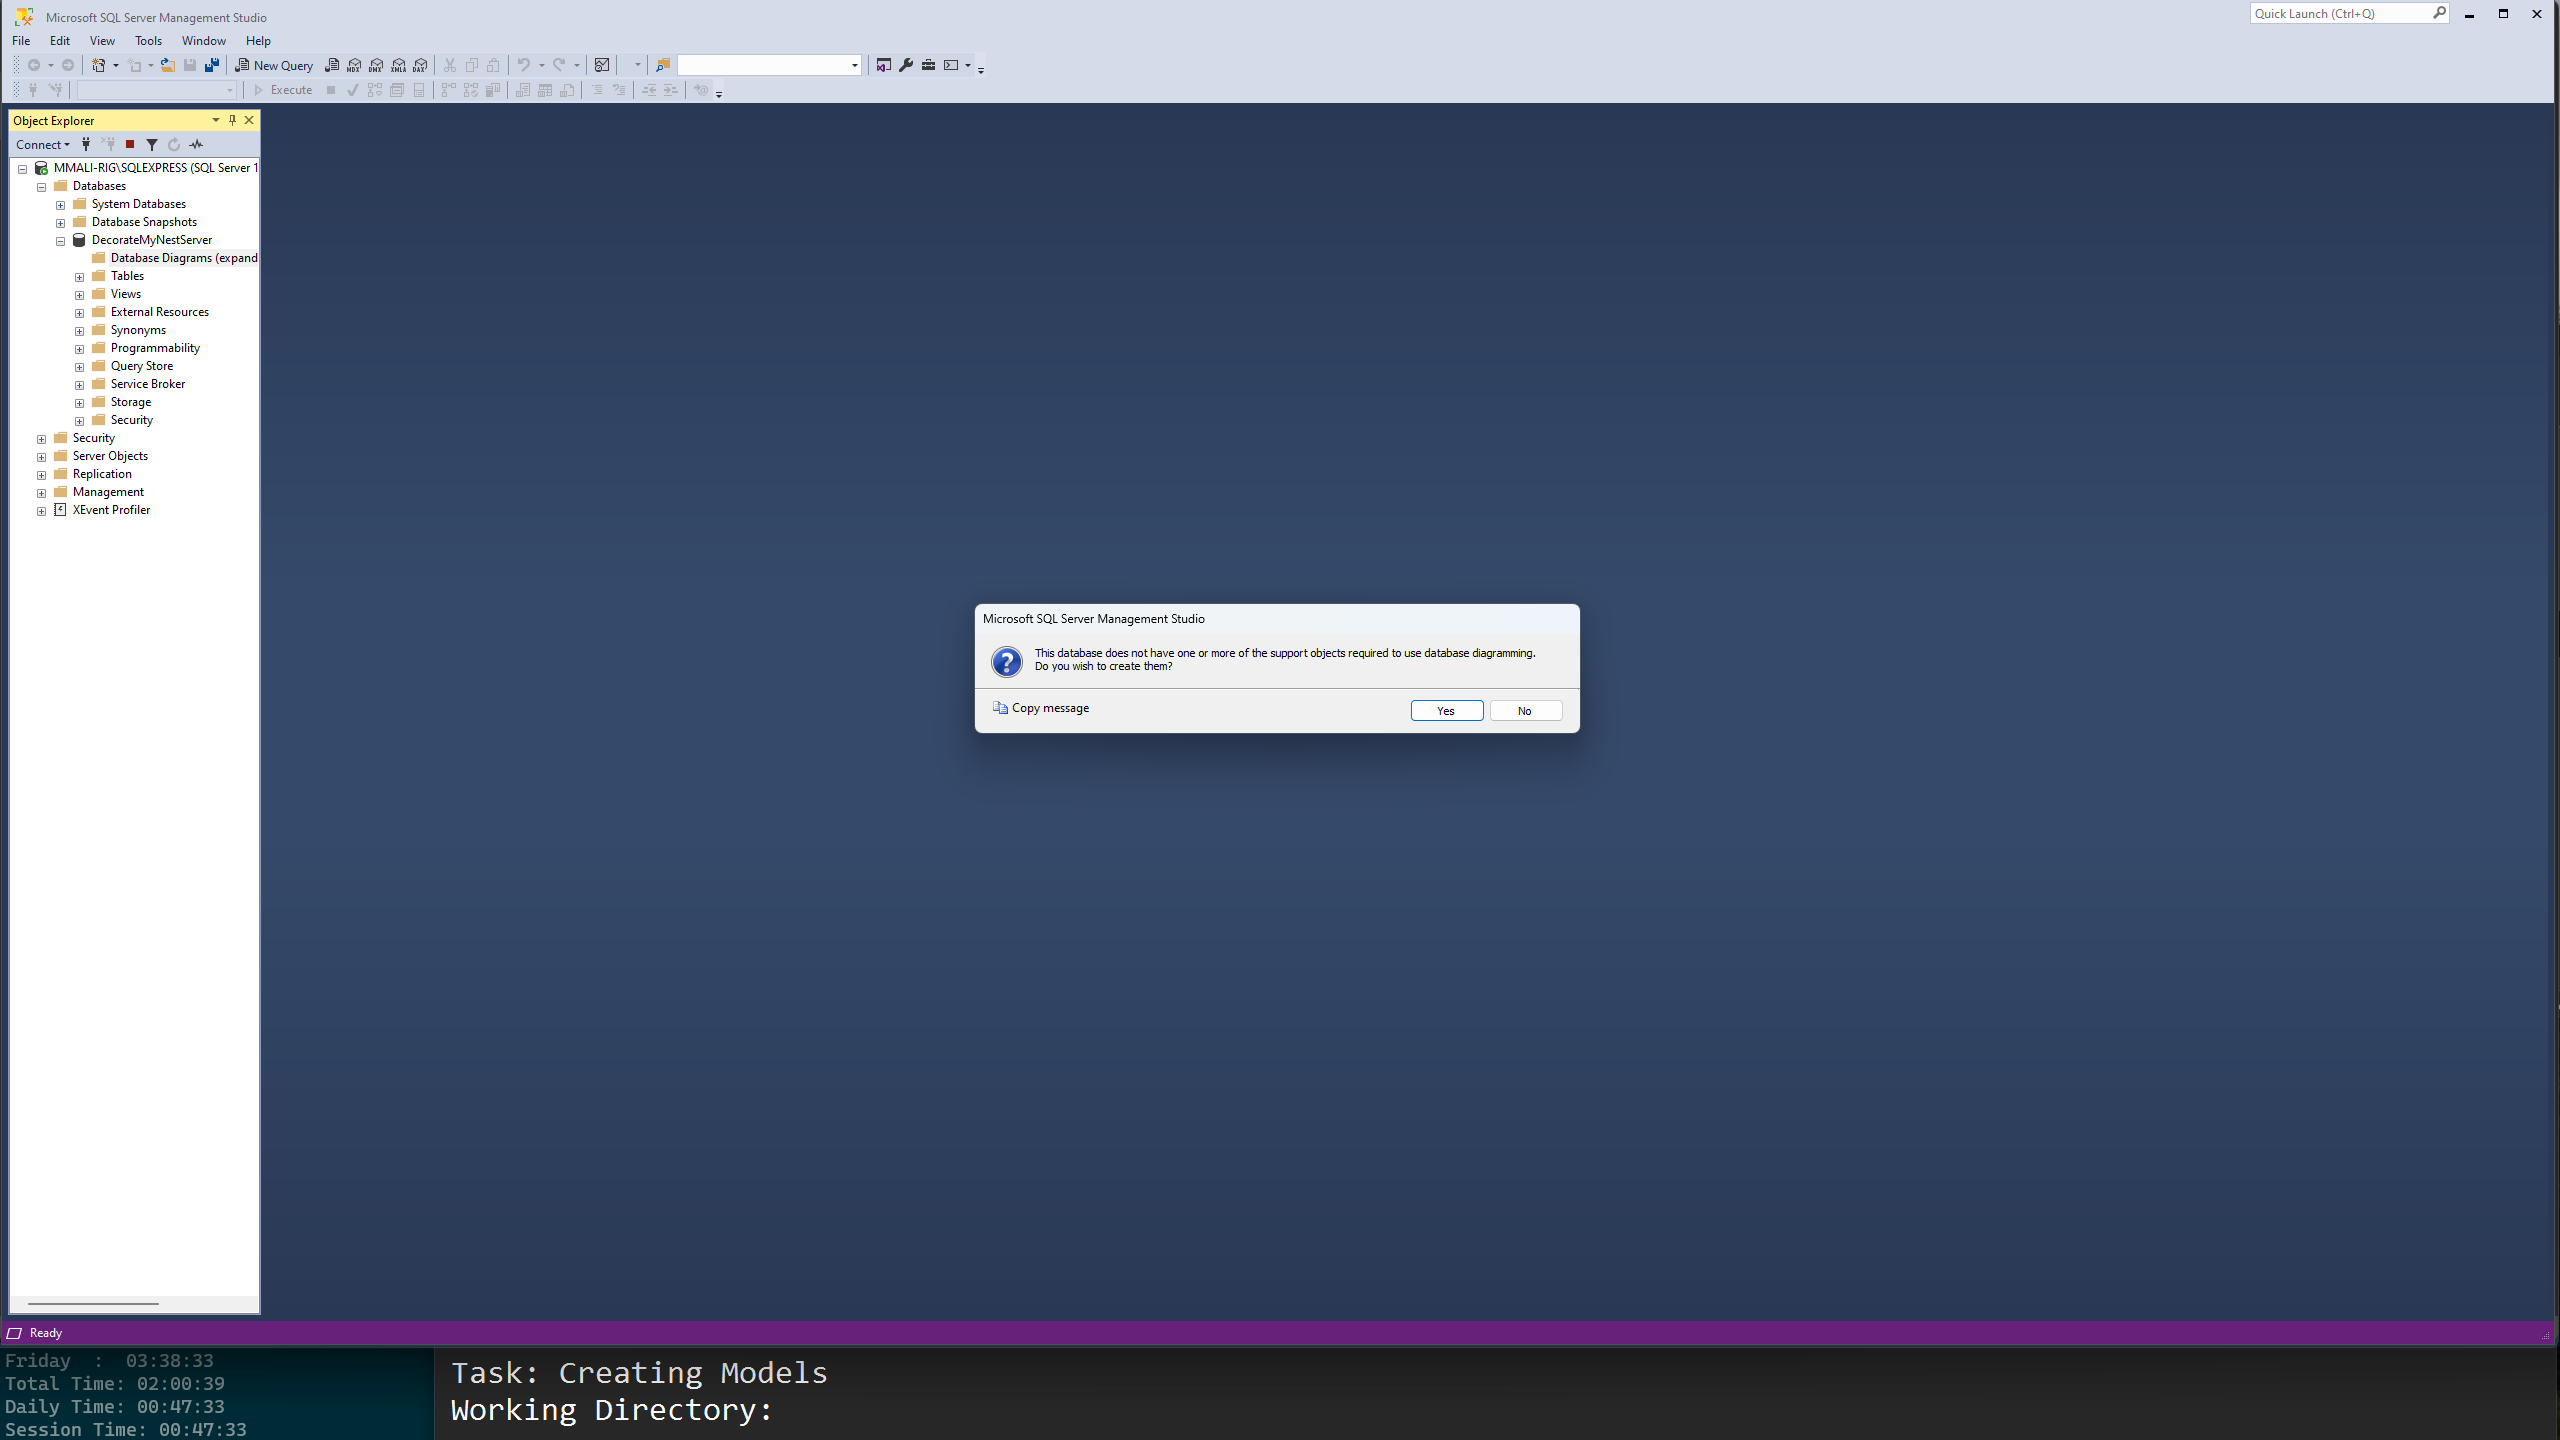 Microsoft SQL Server Management Studio
Quick Launch (Ctrl+Q)
File Edit View Tools Window Help
New Query MDX DMX XMLA DAX
Execute
Object Explorer
Connect
MMALI-RIG\SQLEXPRESS (SQL Server 1
Databases
System Databases
Database Snapshots
DecorateMyNestServer
Database Diagrams (expand
Tables
Views
External Resources
Synonyms
Programmability
Query Store
Service Broker
Storage
Security
Security
Server Objects
Replication
Management
XEvent Profiler
Microsoft SQL Server Management Studio
This database does not have one or more of the support objects required to use database diagramming.
Do you wish to create them?
Copy message
Yes
No
Ready
Friday : 03:38:33
Total Time: 02:00:39
Daily Time: 00:47:33
Session Time: 00:47:33
Task: Creating Models
Working Directory: